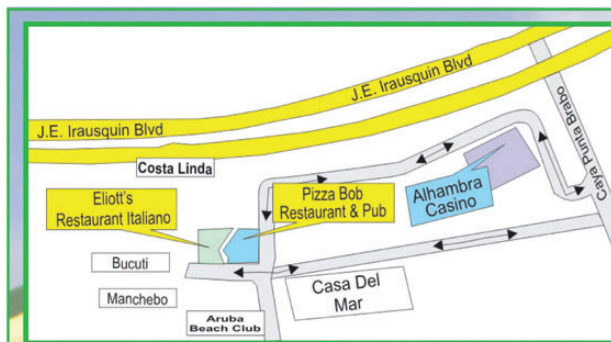 J.E. Irausquin Blvd
J.E. Irausquin Blvd
Caya Punta Brabo
Costa Linda
Eliott's
Restaurant Italiano
Pizza Bob
Restaurant & Pub
Alhambra
Casino
Bucuti
Manchebo
Casa Del
Mar
Aruba
Beach Club